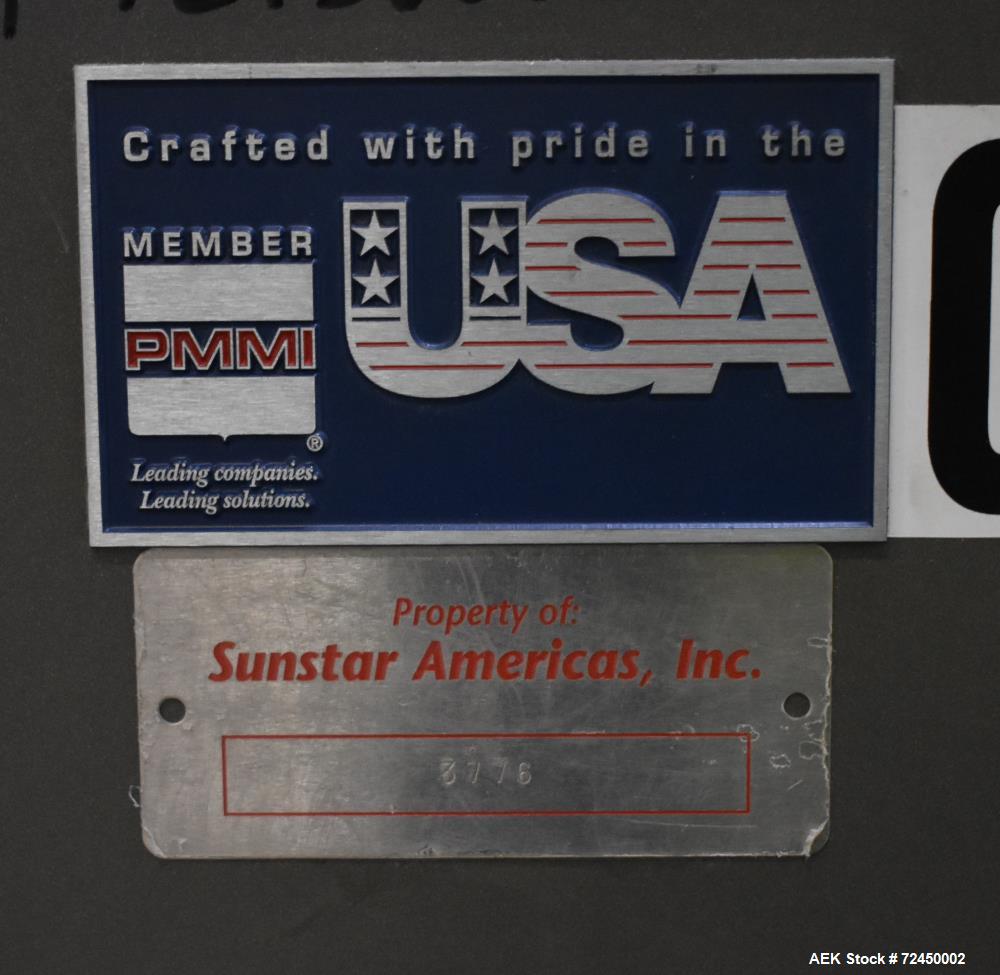 Crafted with pride in the
USA
MEMBER
PMMI
®
Leading companies.
Leading solutions.
Property of:
Sunstar Americas, Inc.
3776
AEK Stock # 72450002